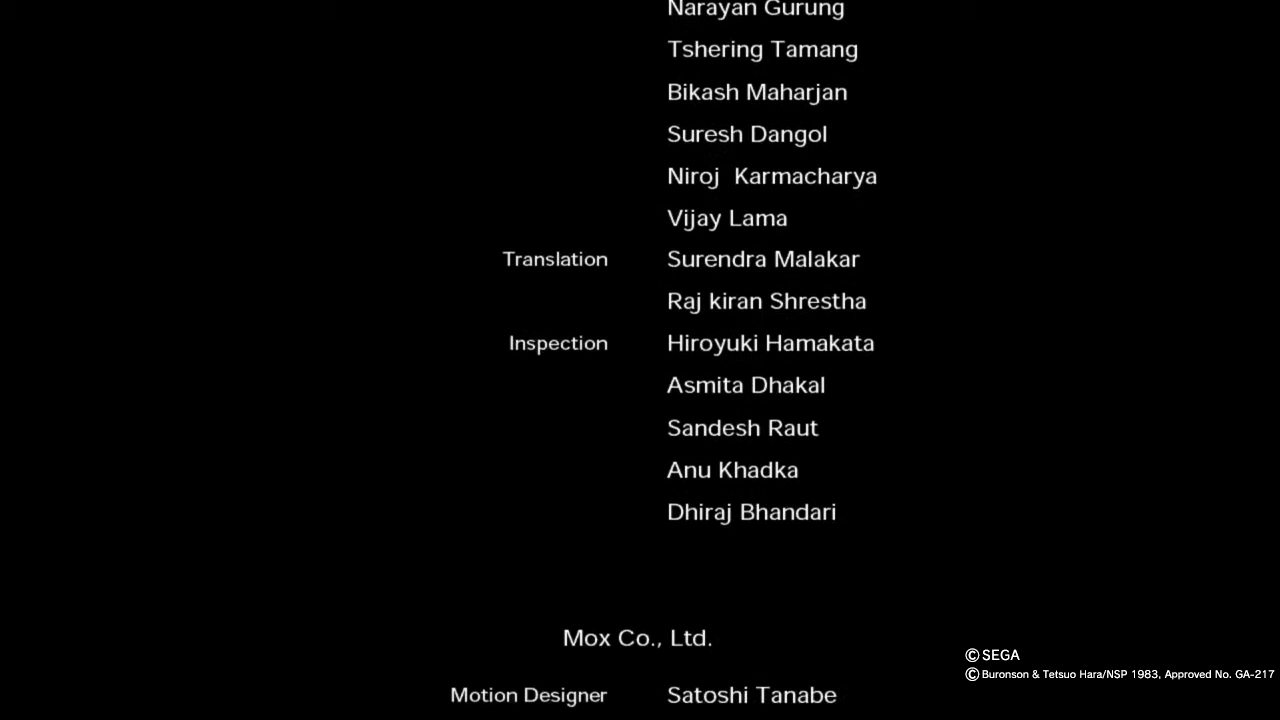 Narayan Gurung
Tshering Tamang
Bikash Maharjan
Suresh Dangol
Niroj  Karmacharya
Vijay Lama
Translation Surendra Malakar
Raj kiran Shrestha
Inspection Hiroyuki Hamakata
Asmita Dhakal
Sandesh Raut
Anu Khadka
Dhiraj Bhandari
Mox Co., Ltd.
Motion Designer Satoshi Tanabe
©SEGA
©Buronson & Tetsuo Hara/NSP 1983, Approved No. GA-217